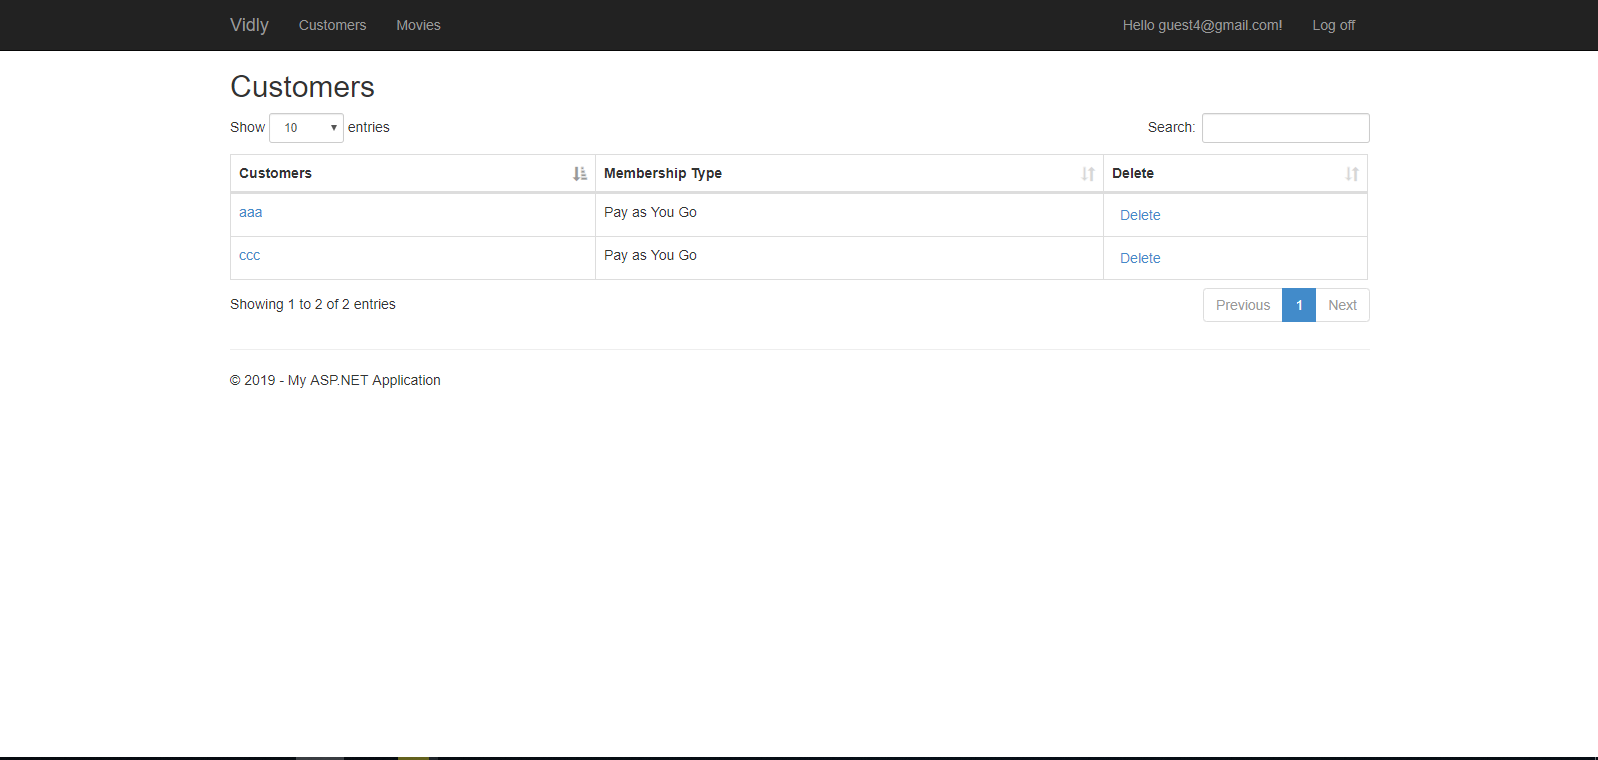 Vidly Customers Movies Hello guest4@gmail.com! Log off
Customers
Show 10 entries Search:
Customers Membership Type Delete
aaa Pay as You Go Delete
ccc Pay as You Go Delete
Showing 1 to 2 of 2 entries Previous 1 Next
© 2019 - My ASP.NET Application